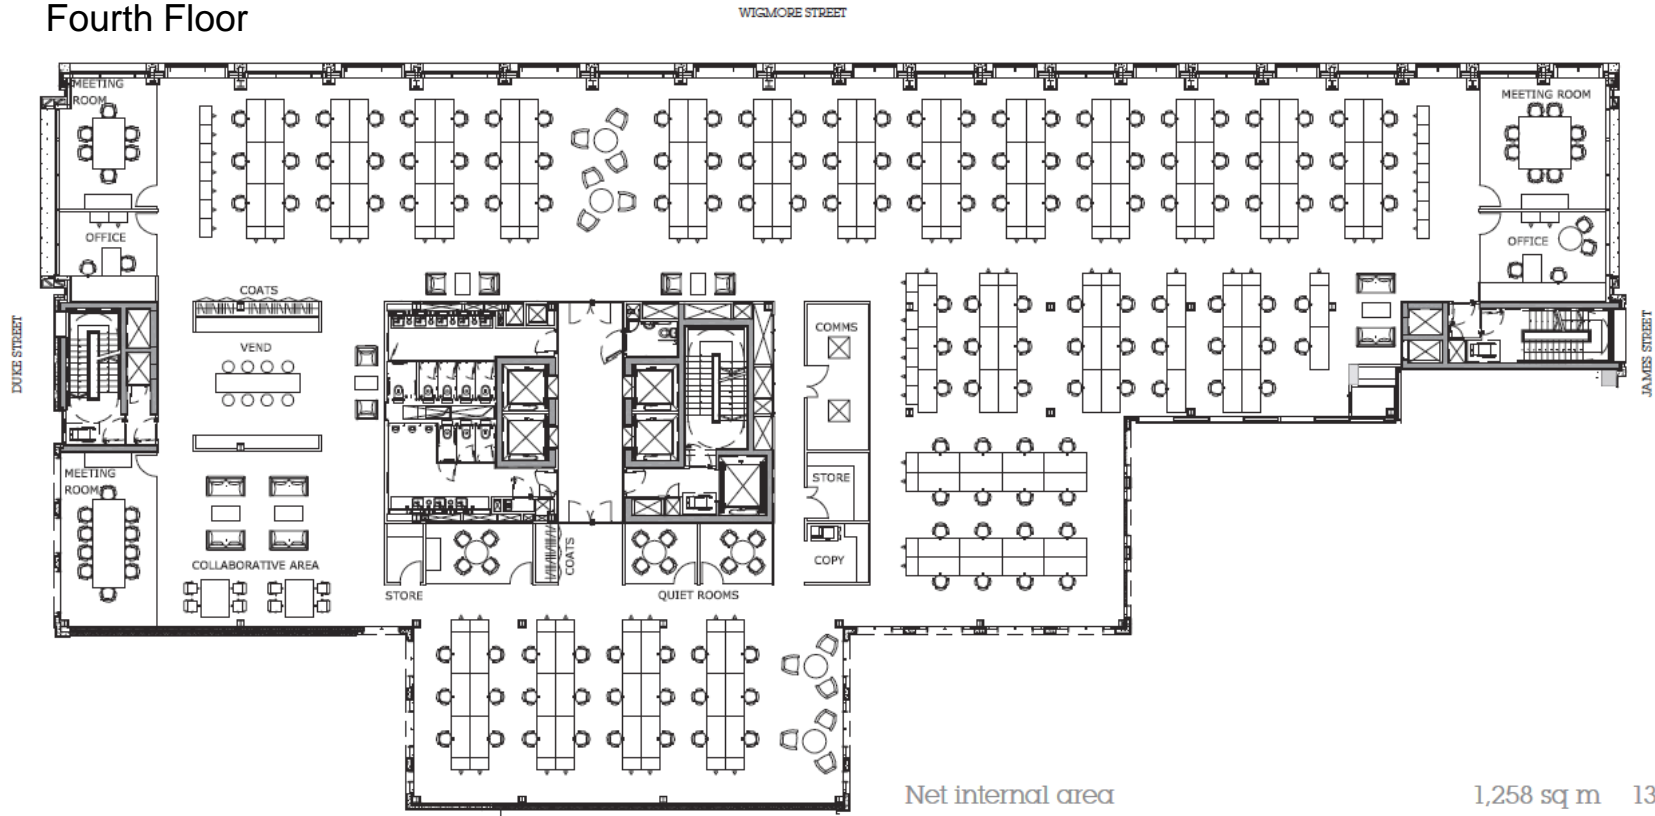 Fourth Floor
WIGMORE STREET
MEETING
ROOM
MEETING ROOM
OFFICE
OFFICE
COATS
DUKE STREET
VEND
COMMS
JAMES STREET
MEETING
ROOM
STORE
COATS
COPY
COLLABORATIVE AREA
STORE
QUIET ROOMS
Net internal area
1,258 sq m 13